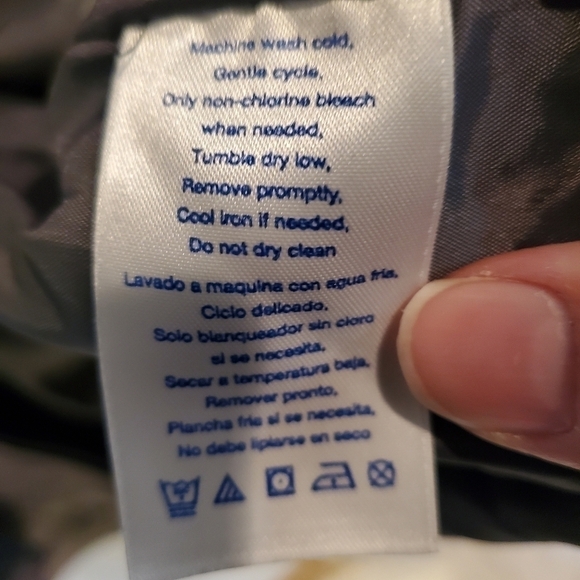 Machine wash cold,
Gentle cycle,
Only non-chlorine bleach
when needed,
Tumble dry low,
Remove promptly,
Cool iron if needed,
Do not dry clean
Lavado a maquina con agua fria,
Ciclo delicado,
Solo blanqueador sin cloro
si se necesita,
Secar a temperatura baja,
Remover pronto,
Plancha fria si se necesita,
No debe lipiarse en seco